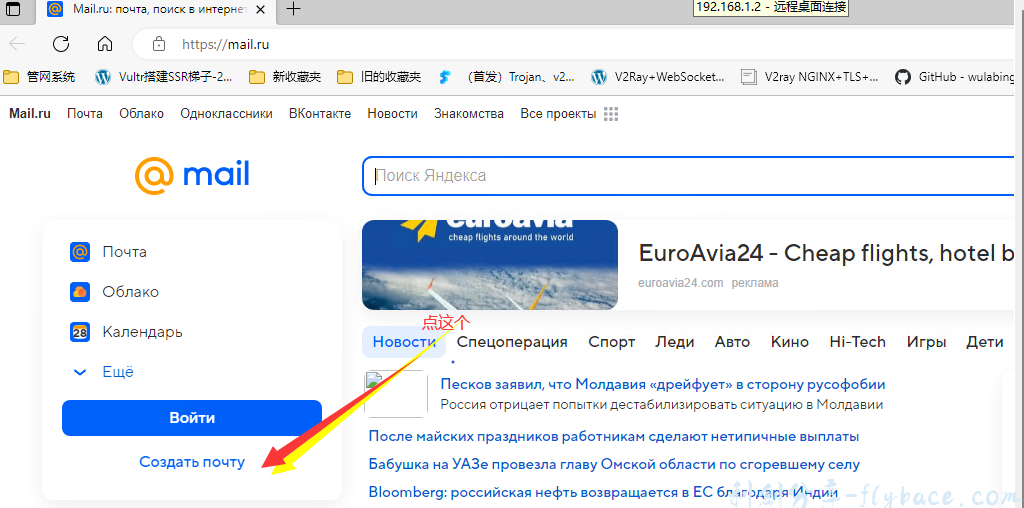 Mail.ru: почта, поиск в интернет
192.168.1.2 - 远程桌面连接
https://mail.ru
管网系统
Vultr搭建SSR梯子-2...
新收藏夹
旧的收藏夹
（首发）Trojan、v2...
V2Ray+WebSocket...
V2ray NGINX+TLS+...
GitHub - wulabing
Mail.ru Почта Облако Одноклассники ВКонтакте Новости Знакомства Все проекты
@ mail
Поиск Яндекса
Почта
Облако
28 Календарь
Ещё
Войти
Создать почту
euroavia
cheap flights around the world
EuroAvia24 - Cheap flights, hotel b
euroavia24.com реклама
点这个
Новости Спецоперация Спорт Леди Авто Кино Hi-Tech Игры Дети
Песков заявил, что Молдавия «дрейфует» в сторону русофобии
Россия отрицает попытки дестабилизировать ситуацию в Молдавии
После майских праздников работникам сделают нетипичные выплаты
Бабушка на УАЗе провезла главу Омской области по сгоревшему селу
Bloomberg: российская нефть возвращается в ЕС благодаря Индии
-flybace.com